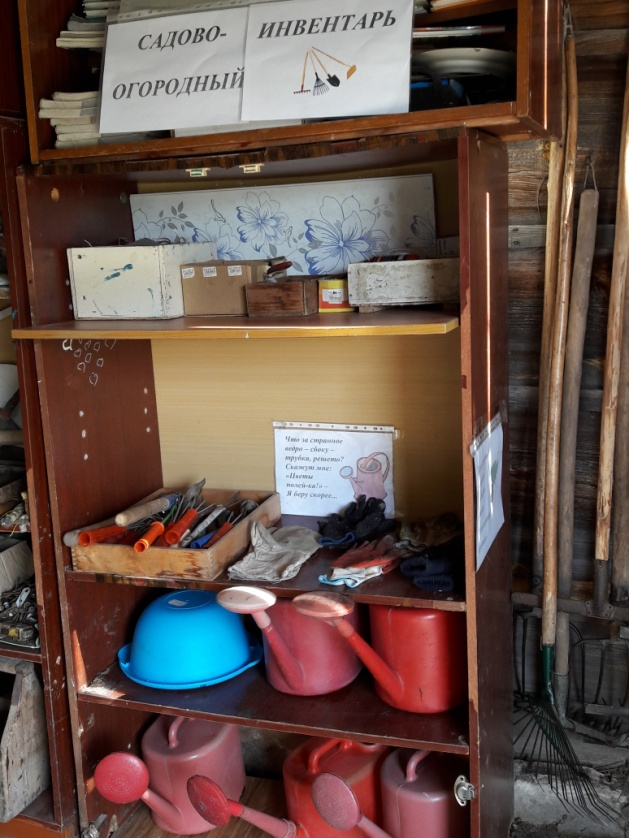 САДОВО-
ОГОРОДНЫЙ
ИНВЕНТАРЬ
Что за странное
ведро – сбоку –
трубка, решето?
Скажут мне:
«Цветы
полей-ка!» –
Я беру скорее...